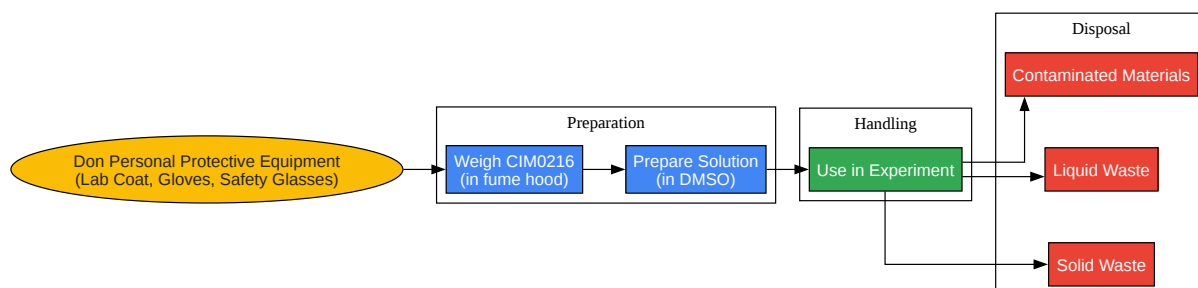 Don Personal Protective Equipment
(Lab Coat, Gloves, Safety Glasses)
Preparation
Weigh CIM0216
(in fume hood)
Prepare Solution
(in DMSO)
Handling
Use in Experiment
Disposal
Contaminated Materials
Liquid Waste
Solid Waste